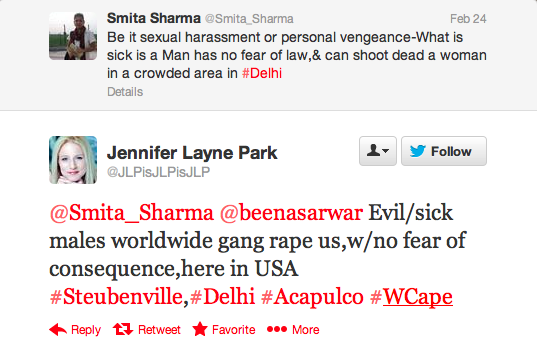 Smita Sharma @Smita_Sharma Feb 24
Be it sexual harassment or personal vengeance-What is
sick is a Man has no fear of law,& can shoot dead a woman
in a crowded area in #Delhi
Details
Jennifer Layne Park
@JLPisJLPisJLP
Follow
@Smita_Sharma @beenasarwar Evil/sick
males worldwide gang rape us,w/no fear of
consequence,here in USA
#Steubenville,#Delhi #Acapulco #WCape
Reply Retweet Favorite More